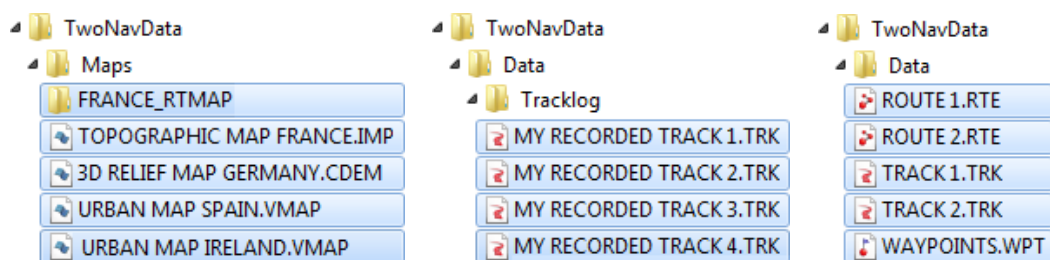 TwoNavData
Maps
FRANCE_RTMAP
TOPOGRAPHIC MAP FRANCE.IMP
3D RELIEF MAP GERMANY.CDEM
URBAN MAP SPAIN.VMAP
URBAN MAP IRELAND.VMAP
TwoNavData
Data
Tracklog
MY RECORDED TRACK 1.TRK
MY RECORDED TRACK 2.TRK
MY RECORDED TRACK 3.TRK
MY RECORDED TRACK 4.TRK
TwoNavData
Data
ROUTE 1.RTE
ROUTE 2.RTE
TRACK 1.TRK
TRACK 2.TRK
WAYPOINTS.WPT